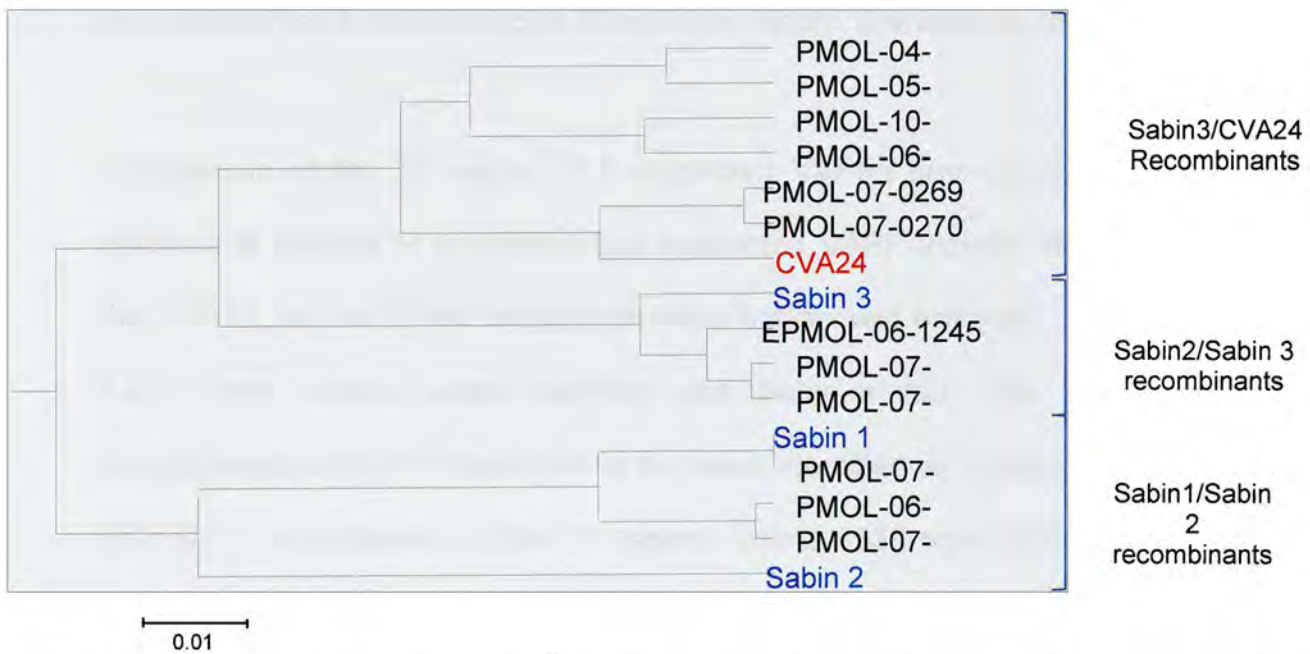 PMOL-04-
PMOL-05-
PMOL-10-
PMOL-06-
PMOL-07-0269
PMOL-07-0270
CVA24
Sabin 3
EPMOL-06-1245
PMOL-07-
PMOL-07-
Sabin 1
PMOL-07-
PMOL-06-
PMOL-07-
Sabin 2
Sabin3/CVA24
Recombinants
Sabin2/Sabin 3
recombinants
Sabin1/Sabin
2
recombinants
0.01